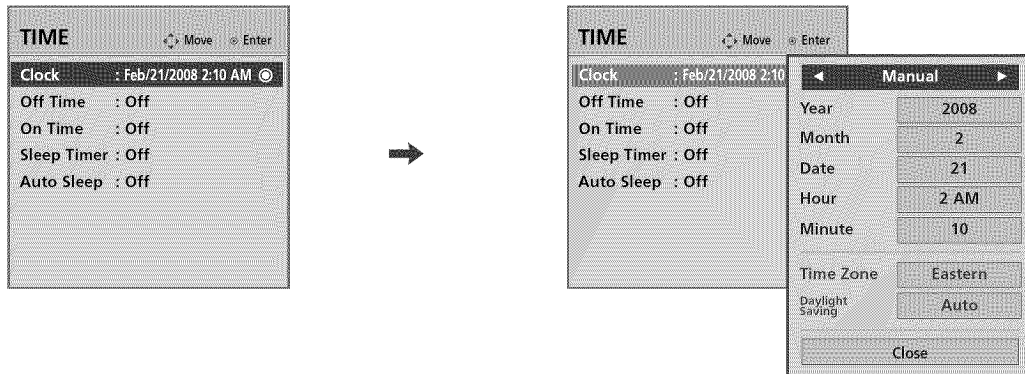 TIME Move Enter
Clock : Feb/21/2008 2:10 AM
Off Time : Off
On Time : Off
Sleep Timer : Off
Auto Sleep : Off
TIME Move Enter
Clock : Feb/21/2008 2:10
Off Time : Off
On Time : Off
Sleep Timer : Off
Auto Sleep : Off
Manual
Year 2008
Month 2
Date 21
Hour 2 AM
Minute 10
Time Zone Eastern
Daylight Saving Auto
Close